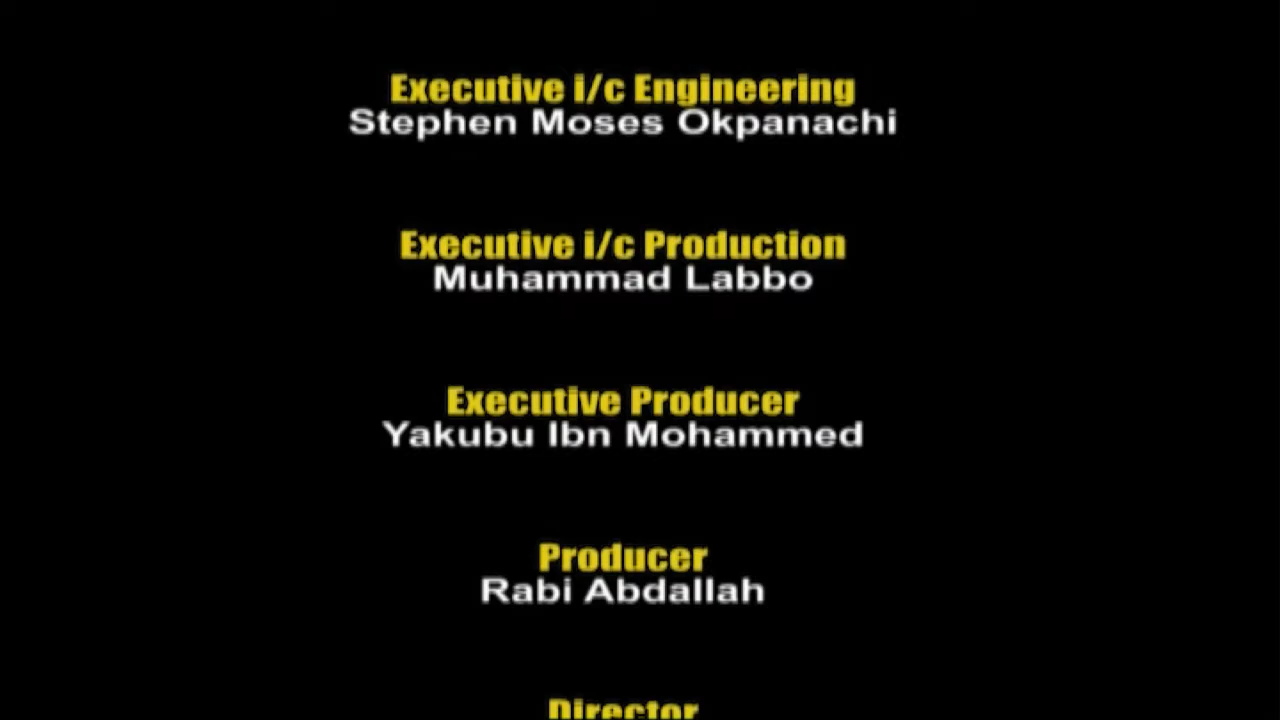 Executive i/c Engineering
Stephen Moses Okpanachi
Executive i/c Production
Muhammad Labbo
Executive Producer
Yakubu Ibn Mohammed
Producer
Rabi Abdallah
Director